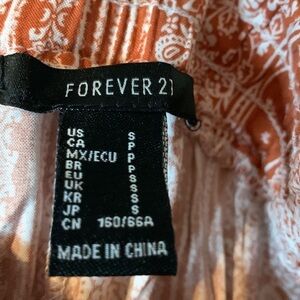 FOREVER 21
US S
CA P
MX/ECU P
BR P
EU S
UK S
KR S
JP S
CN 160/66A
MADE IN CHINA